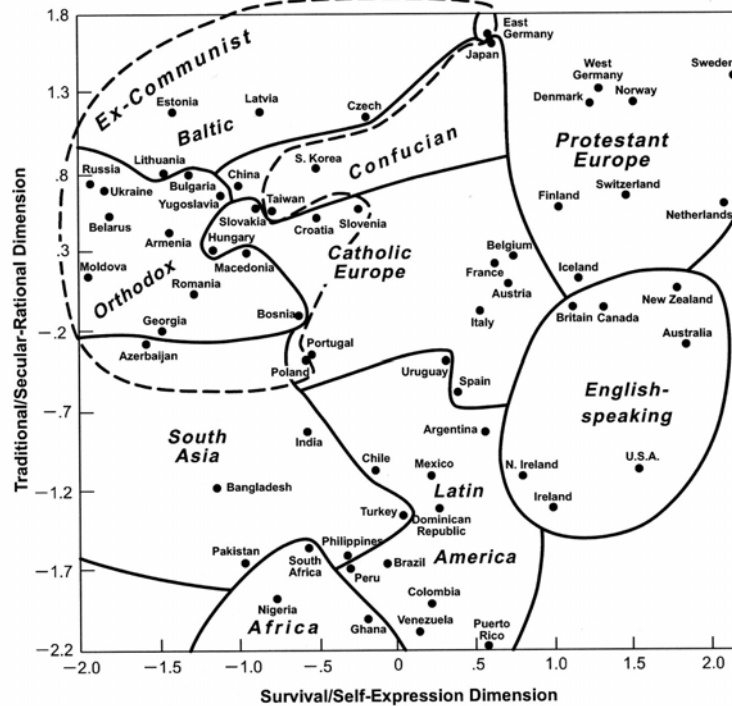 1.8
1.3
.8
.3
−.2
−.7
−1.2
−1.7
−2.2
Traditional/Secular-Rational Dimension
East
Germany
Japan
West
Germany
Sweden
Denmark
Norway
Ex-Communist
Estonia
Latvia
Czech
Baltic
Protestant
Europe
Confucian
Lithuania
S. Korea
Russia
Bulgaria
China
Ukraine
Yugoslavia
Taiwan
Switzerland
Finland
Netherlands
Belarus
Slovakia
Croatia
Slovenia
Armenia
Hungary
Catholic
Europe
Belgium
Macedonia
France
Iceland
Moldova
Orthodox
Austria
Romania
New Zealand
Georgia
Bosnia
Italy
Britain
Canada
Azerbaijan
Portugal
Poland
Australia
Uruguay
Spain
English-
speaking
South
Asia
India
Argentina
Chile
Mexico
N. Ireland
U.S.A.
Bangladesh
Latin
Turkey
Dominican
Republic
Ireland
Pakistan
South
Africa
Philippines
Peru
Brazil
America
Nigeria
Colombia
Africa
Ghana
Venezuela
Puerto
Rico
−2.0
−1.5
−1.0
−0.5
0
.5
1.0
1.5
2.0
Survival/Self-Expression Dimension